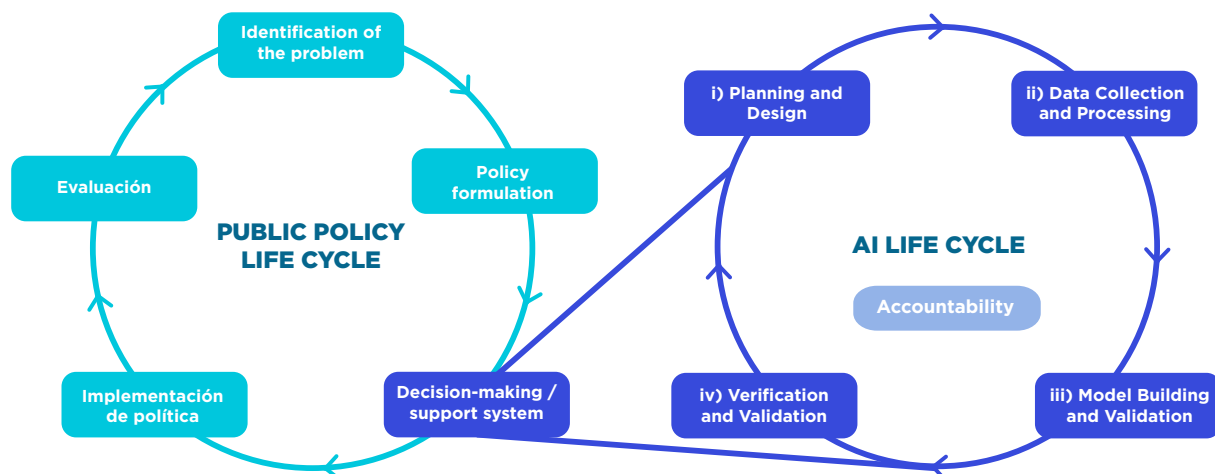 Identification of
the problem
Policy
formulation
Decision-making /
support system
Implementación
de política
Evaluación
PUBLIC POLICY
LIFE CYCLE
i) Planning and
Design
ii) Data Collection
and Processing
iii) Model Building
and Validation
iv) Verification
and Validation
AI LIFE CYCLE
Accountability